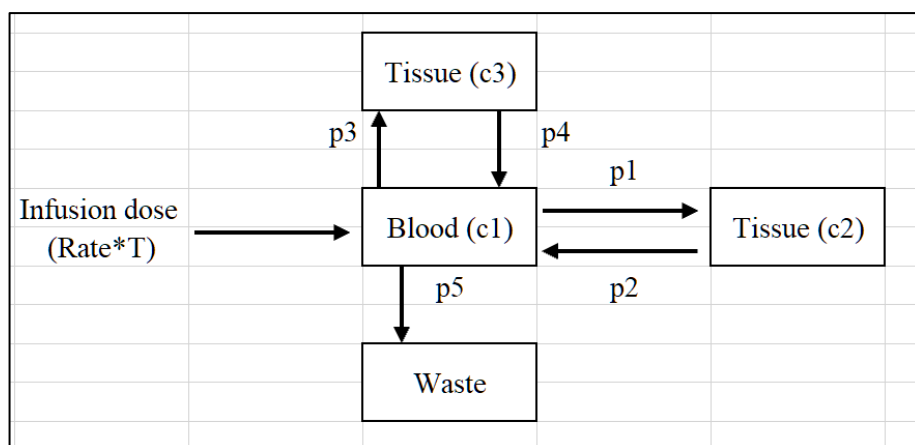 Tissue (c3)
p3
p4
p1
Infusion dose
(Rate*T)
Blood (c1)
Tissue (c2)
p5
p2
Waste